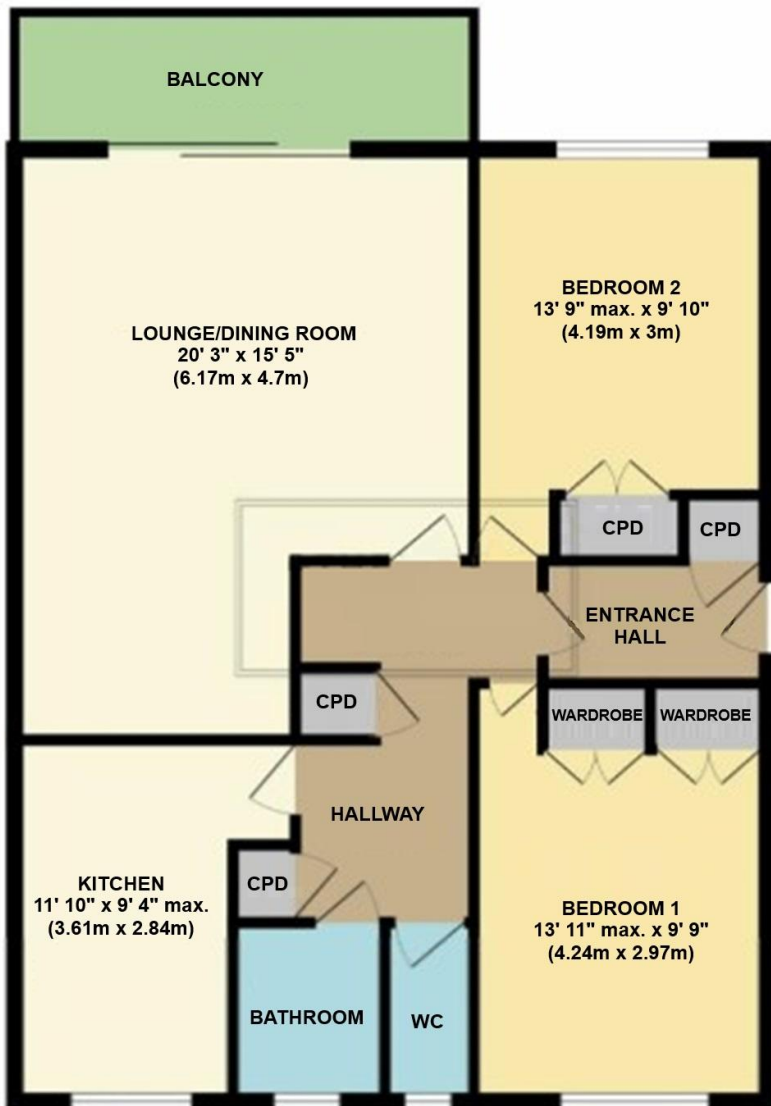 BALCONY
LOUNGE/DINING ROOM
20' 3" x 15' 5"
(6.17m x 4.7m)
BEDROOM 2
13' 9" max. x 9' 10"
(4.19m x 3m)
CPD
CPD
ENTRANCE
HALL
CPD
WARDROBE
WARDROBE
HALLWAY
KITCHEN
11' 10" x 9' 4" max.
(3.61m x 2.84m)
CPD
BEDROOM 1
13' 11" max. x 9' 9"
(4.24m x 2.97m)
BATHROOM
WC